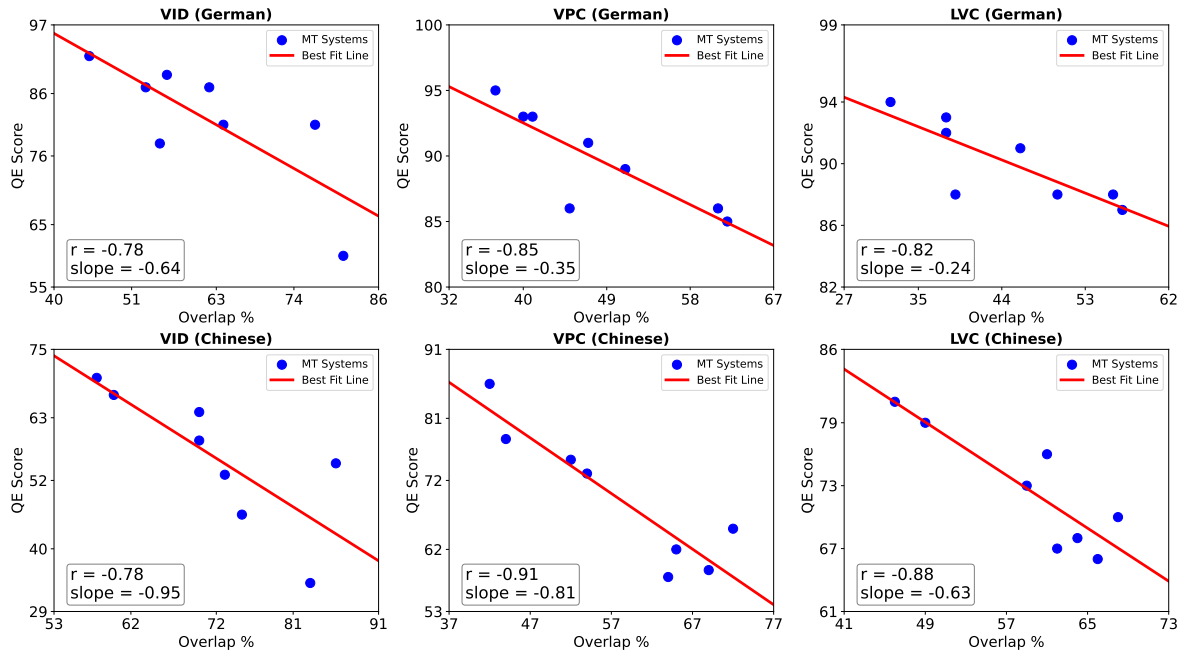 VID (German)
97
86
76
65
55
QE Score
MT Systems
Best Fit Line
r = -0.78
slope = -0.64
40 51 63 74 86
Overlap %
VPC (German)
100
95
90
85
80
QE Score
MT Systems
Best Fit Line
r = -0.85
slope = -0.35
32 40 49 58 67
Overlap %
LVC (German)
99
94
90
86
82
QE Score
MT Systems
Best Fit Line
r = -0.82
slope = -0.24
27 35 44 53 62
Overlap %
VID (Chinese)
75
63
52
40
29
QE Score
MT Systems
Best Fit Line
r = -0.78
slope = -0.95
53 62 72 81 91
Overlap %
VPC (Chinese)
91
81
72
62
53
QE Score
MT Systems
Best Fit Line
r = -0.91
slope = -0.81
37 47 57 67 77
Overlap %
LVC (Chinese)
86
79
73
67
61
QE Score
MT Systems
Best Fit Line
r = -0.88
slope = -0.63
41 49 57 65 73
Overlap %